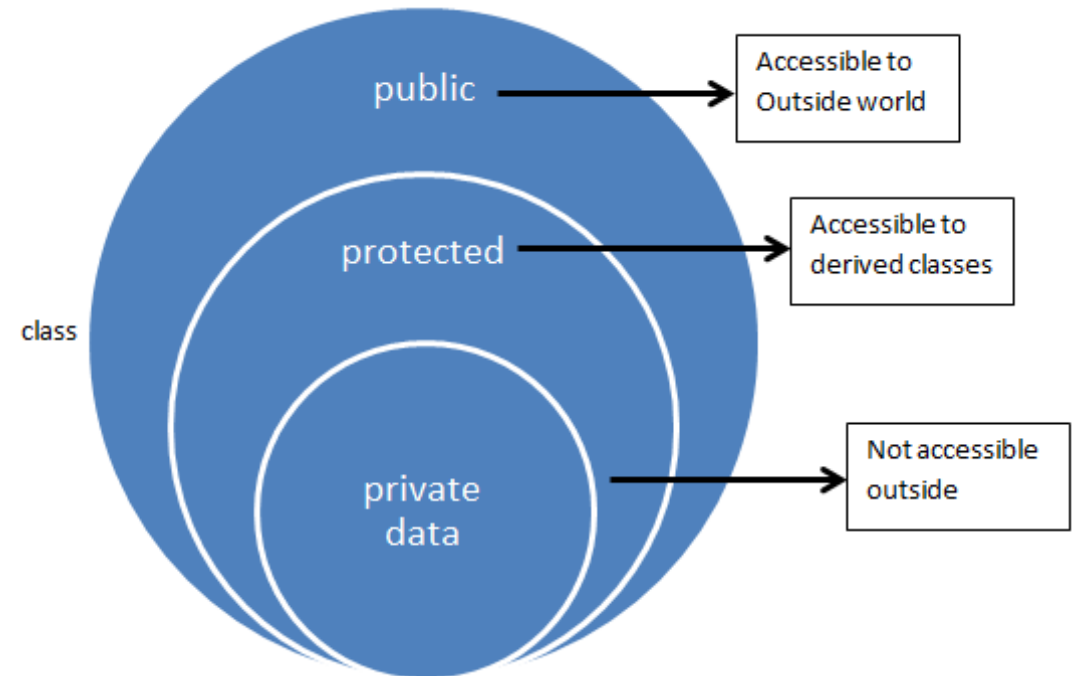 public
Accessible to
Outside world
protected
Accessible to
derived classes
class
private
data
Not accessible
outside